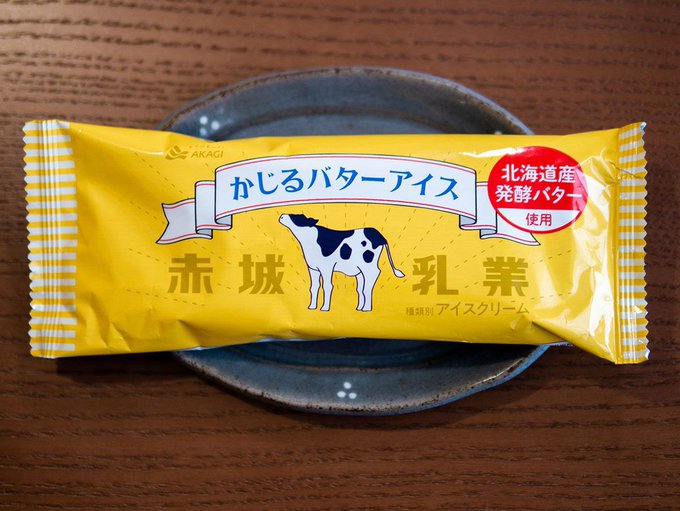 AKAGI
かじるバターアイス
北海道産
発酵バター
使用
赤城乳業
種類別 アイスクリーム